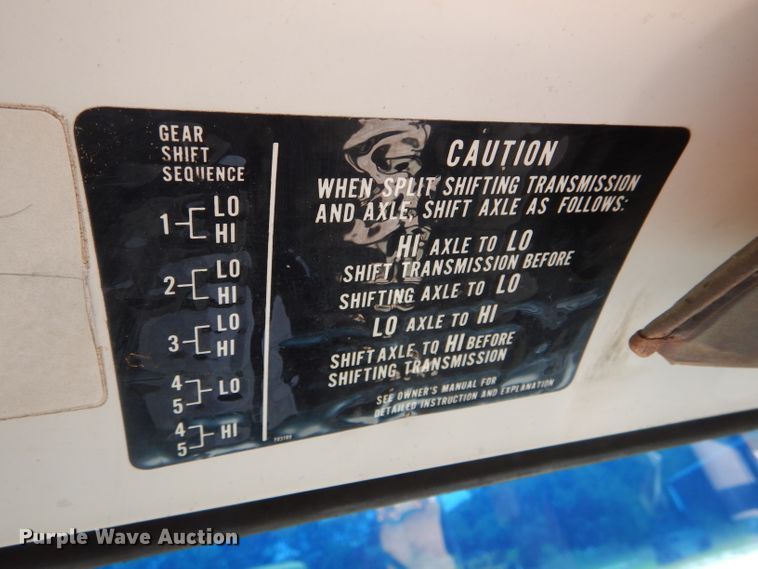 GEAR
SHIFT
SEQUENCE
1 LO
HI
2 LO
HI
3 LO
HI
4
5 LO
4
5 HI
CAUTION
WHEN SPLIT SHIFTING TRANSMISSION
AND AXLE, SHIFT AXLE AS FOLLOWS:
HI AXLE TO LO
SHIFT TRANSMISSION BEFORE
SHIFTING AXLE TO LO
LO AXLE TO HI
SHIFT AXLE TO HI BEFORE
SHIFTING TRANSMISSION
SEE OWNER'S MANUAL FOR
DETAILED INSTRUCTION AND EXPLANATION
Purple Wave Auction